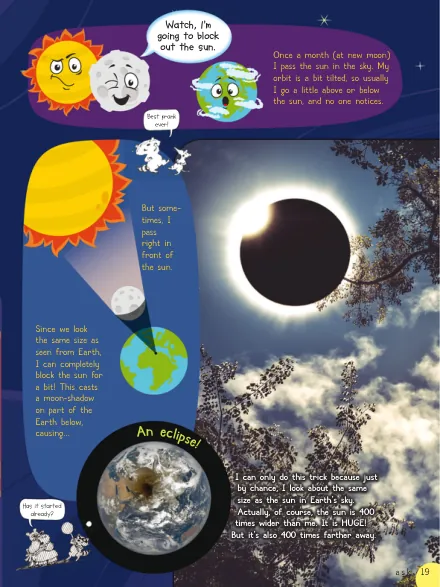 Watch, I'm
going to block
out the sun.
Once a month (at new moon)
I pass the sun in the sky. My
orbit is a bit tilted, so usually
I go a little above or below
the sun, and no one notices.
Best prank
ever!
But some-
times, I
pass
right in
front of
the sun.
Since we look
the same size as
seen from Earth,
I can completely
block the sun for
a bit! This casts
a moon-shadow
on part of the
Earth below,
causing...
An eclipse!
I can only do this trick because just
by chance, I look about the same
size as the sun in Earth's sky.
Actually, of course, the sun is 400
times wider than me. It is HUGE!
But it's also 400 times farther away.
Has it started
already?
ask 19